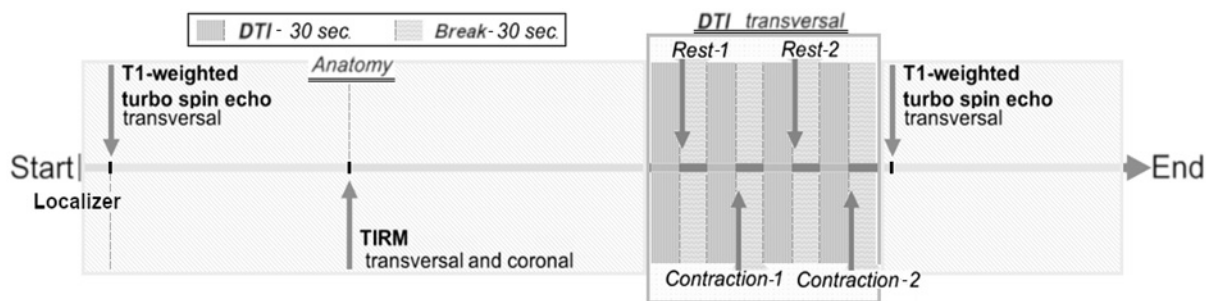 DTI - 30 sec.
Break- 30 sec.
DTI transversal
Rest-1
Rest-2
Anatomy
T1-weighted
turbo spin echo
transversal
T1-weighted
turbo spin echo
transversal
Start
End
Localizer
TIRM
transversal and coronal
Contraction-1
Contraction-2